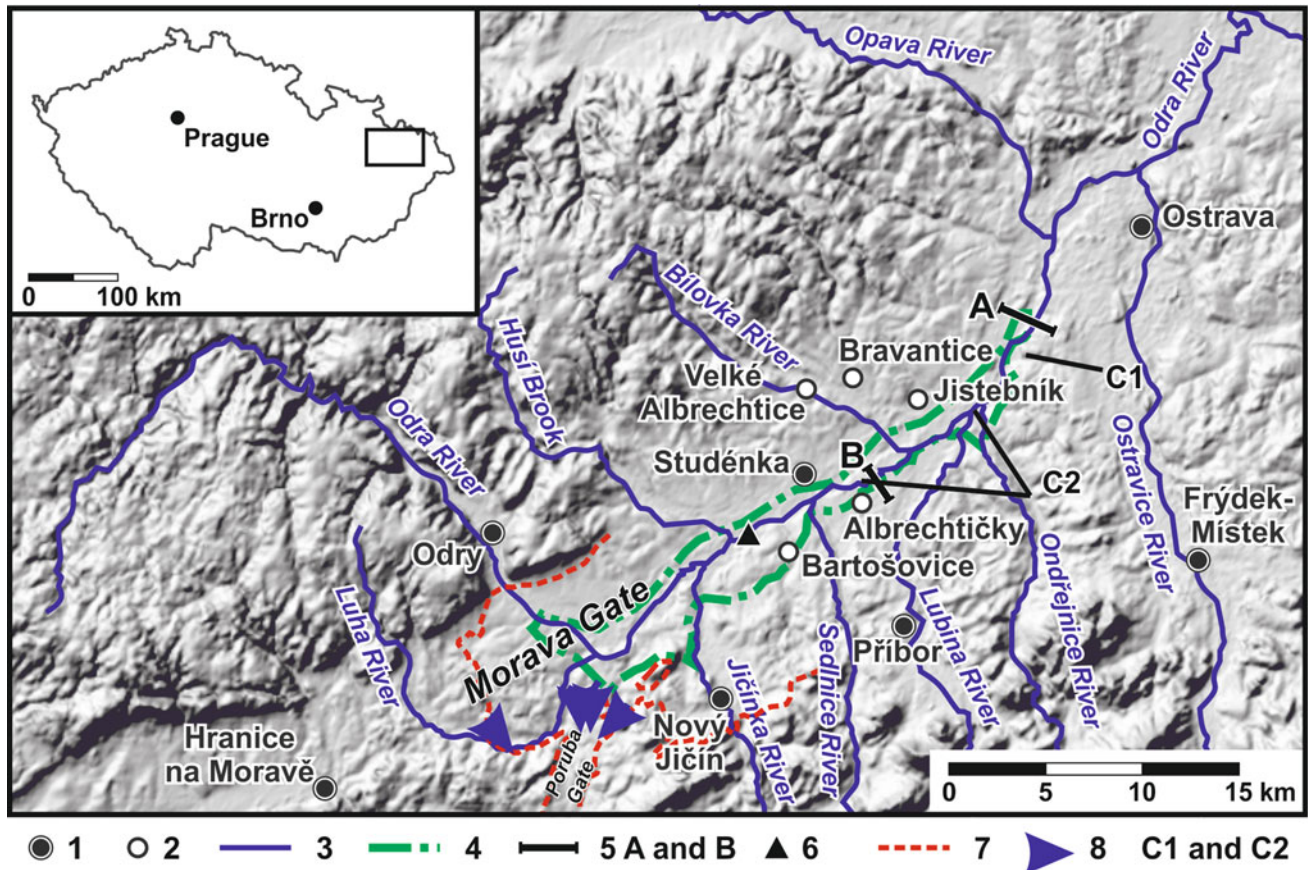 Prague
Brno
0 100 km
Opava River
Odra River
Ostrava
Bílovka River
Husí Brook
A
Bravantice
Velké
Albrechtice
Jistebník
C1
Odra River
Studénka
B
C2
Ostravice River
Frýdek-
Místek
Albrechtičky
Odry
Bartošovice
Ondřejnice River
Luha River
Morava Gate
Lubina River
Příbor
Sedlnice River
Jičínka River
Nový
Jičín
Hranice
na Moravě
Poruba
Gate
0 5 10 15 km
1 2 3 4 5 A and B 6 7 8 C1 and C2